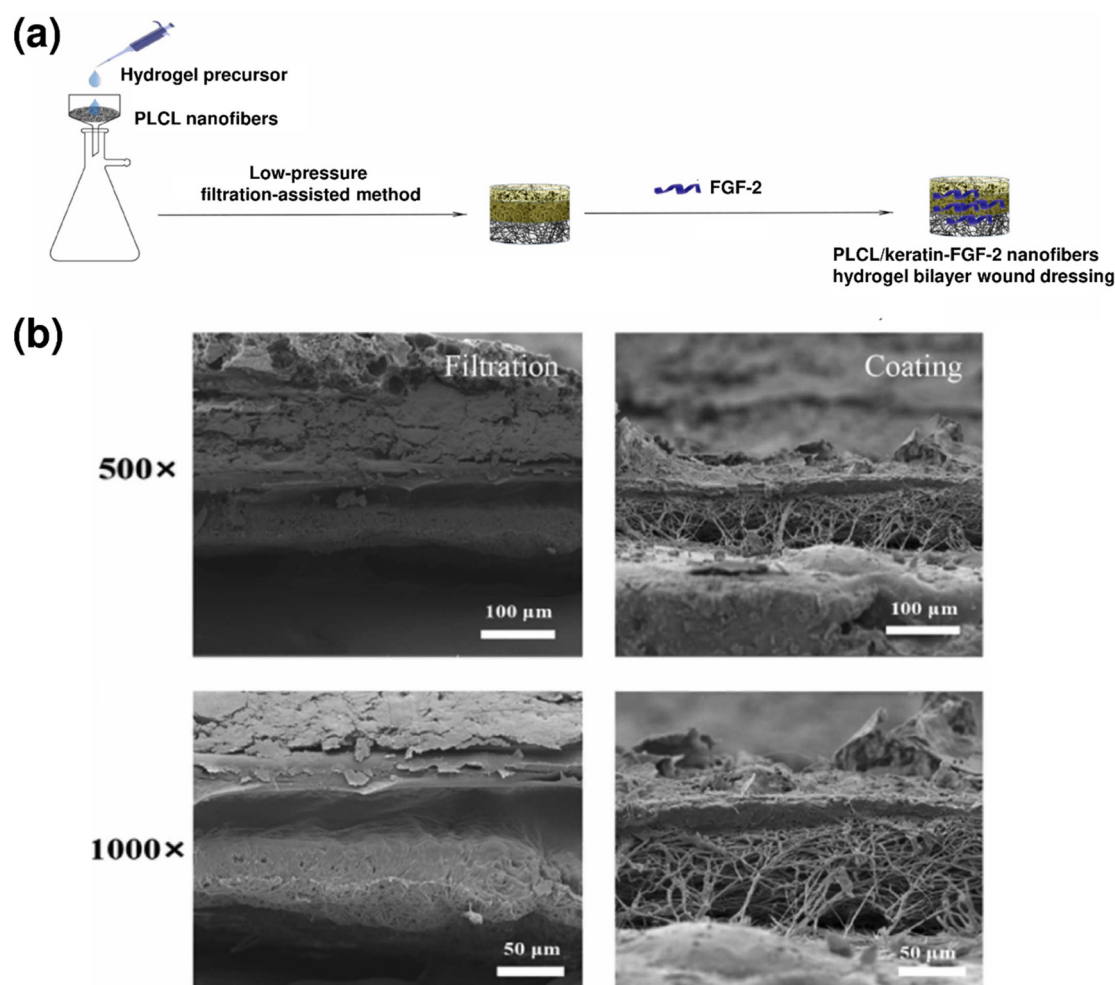 (a)
Hydrogel precursor
PLCL nanofibers
Low-pressure
filtration-assisted method
FGF-2
PLCL/keratin-FGF-2 nanofibers
hydrogel bilayer wound dressing
(b)
Filtration
Coating
500×
100 µm
100 µm
1000×
50 µm
50 µm